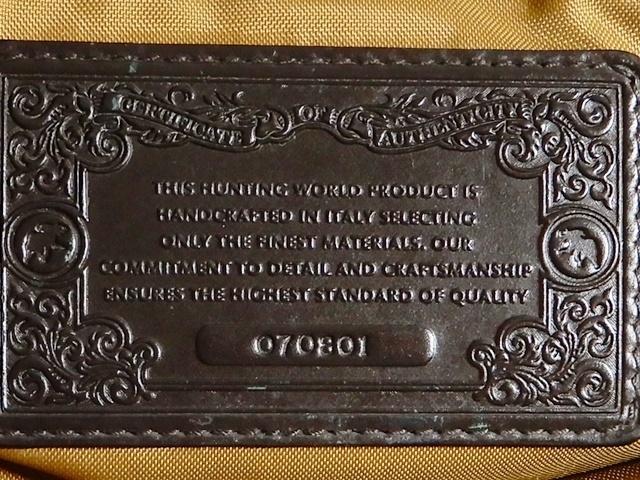 CERTIFICATE OF AUTHENTICITY
THIS HUNTING WORLD PRODUCT IS
HANDCRAFTED IN ITALY SELECTING
ONLY THE FINEST MATERIALS. OUR
COMMITMENT TO DETAIL AND CRAFTSMANSHIP
ENSURES THE HIGHEST STANDARD OF QUALITY
070801